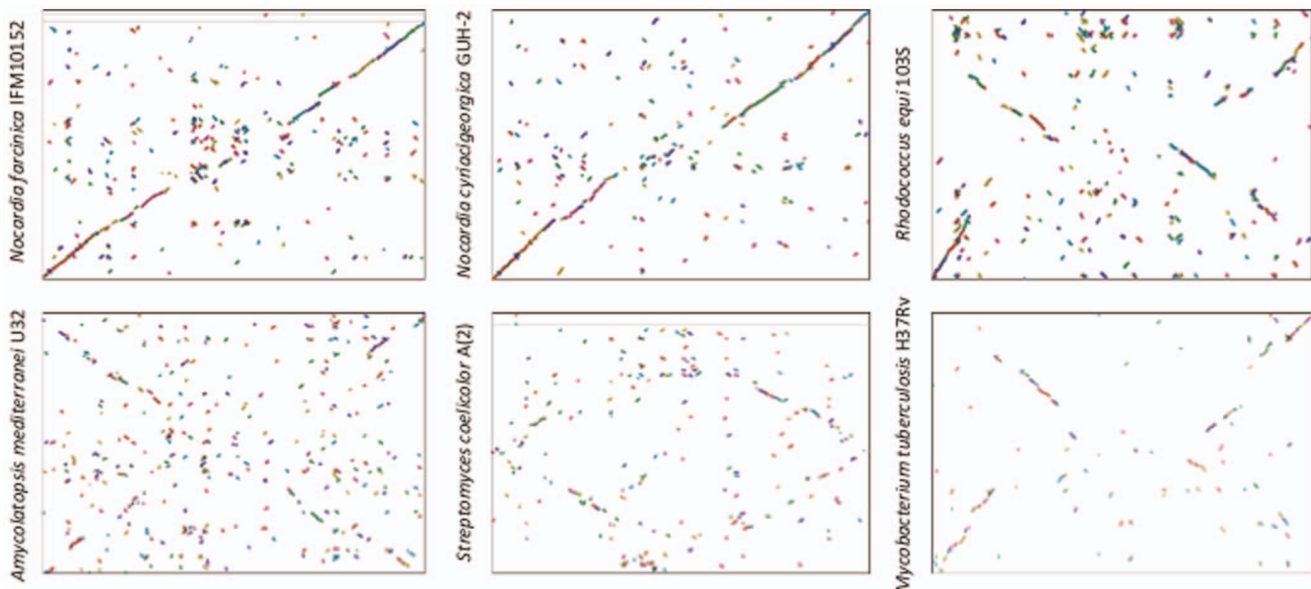 Nocardia farcinica IFM10152
Nocardia cyriacigeorgica GUH-2
Rhodococcus equi 103S
Amycolatopsis mediterranei U32
Streptomyces coelicolor A(2)
Mycobacterium tuberculosis H37Rv